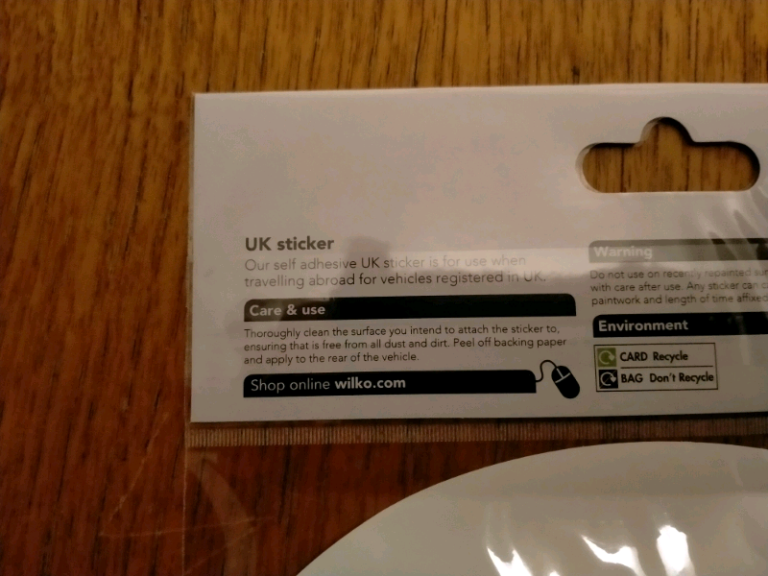 UK sticker
Our self adhesive UK sticker is for use when
travelling abroad for vehicles registered in UK.
Care & use
Thoroughly clean the surface you intend to attach the sticker to,
ensuring that is free from all dust and dirt. Peel off backing paper
and apply to the rear of the vehicle.
Shop online wilko.com
Warning
Do not use on recently repainted
with care after use. Any sticker can
paintwork and length of time affixed
Environment
CARD Recycle
BAG Don't Recycle